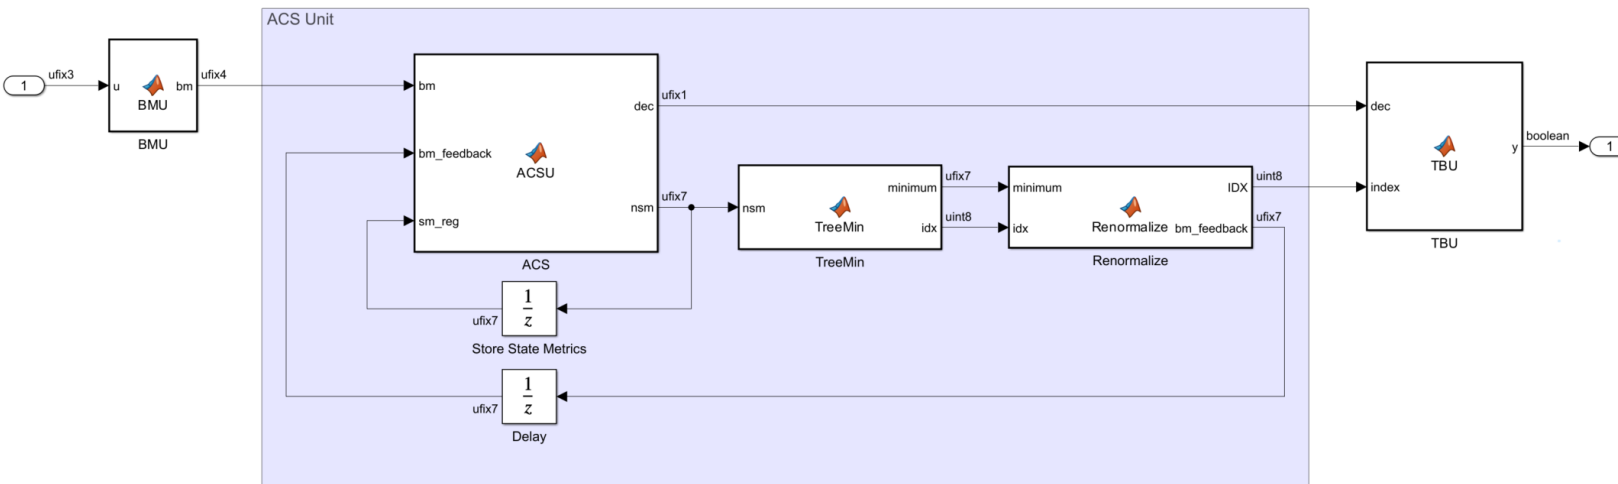 ACS Unit
1
ufix3
u
BMU
bm
BMU
ufix4
bm
bm_feedback
sm_reg
ACSU
dec
nsm
ACS
ufix1
ufix7
nsm
TreeMin
minimum
idx
TreeMin
ufix7
uint8
minimum
idx
Renormalize
IDX
bm_feedback
Renormalize
uint8
ufix7
dec
index
TBU
y
TBU
boolean
1
1
z
ufix7
Store State Metrics
1
z
ufix7
Delay